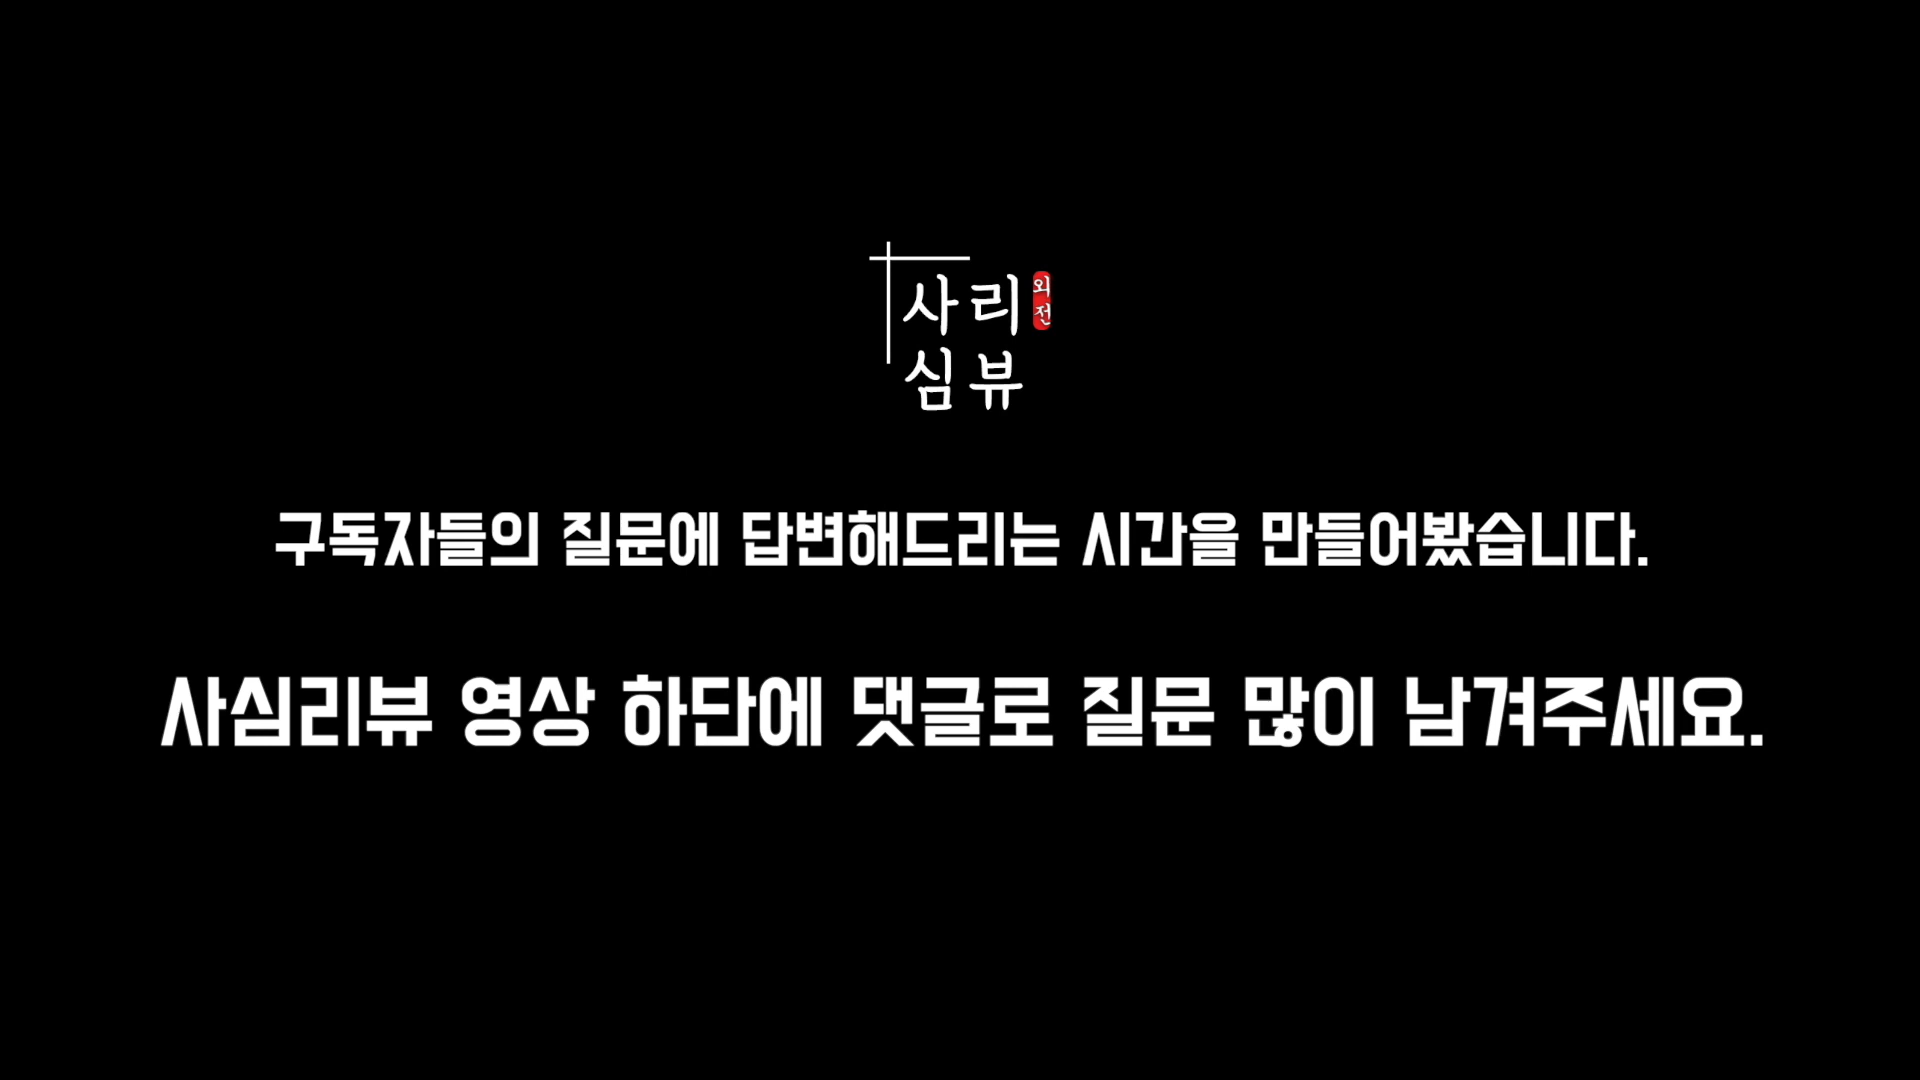 사리
심뷰
외전
구독자들의 질문에 답변해드리는 시간을 만들어봤습니다.
사심리뷰 영상 하단에 댓글로 질문 많이 남겨주세요.